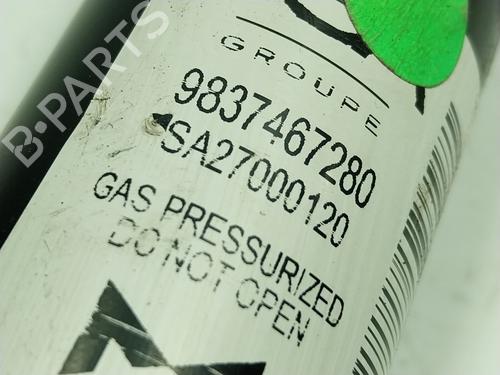 GROUPE
9837467280
SA27000120
GAS PRESSURIZED
DO NOT OPEN
B-PARTS